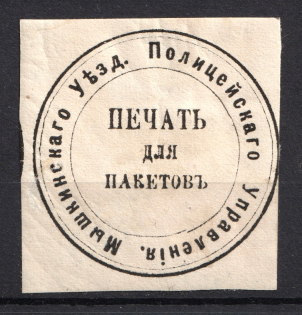 Мышкинскаго Уѣзд. Полицейскаго Управленія.
ПЕЧАТЬ
для
ПАКЕТОВЪ